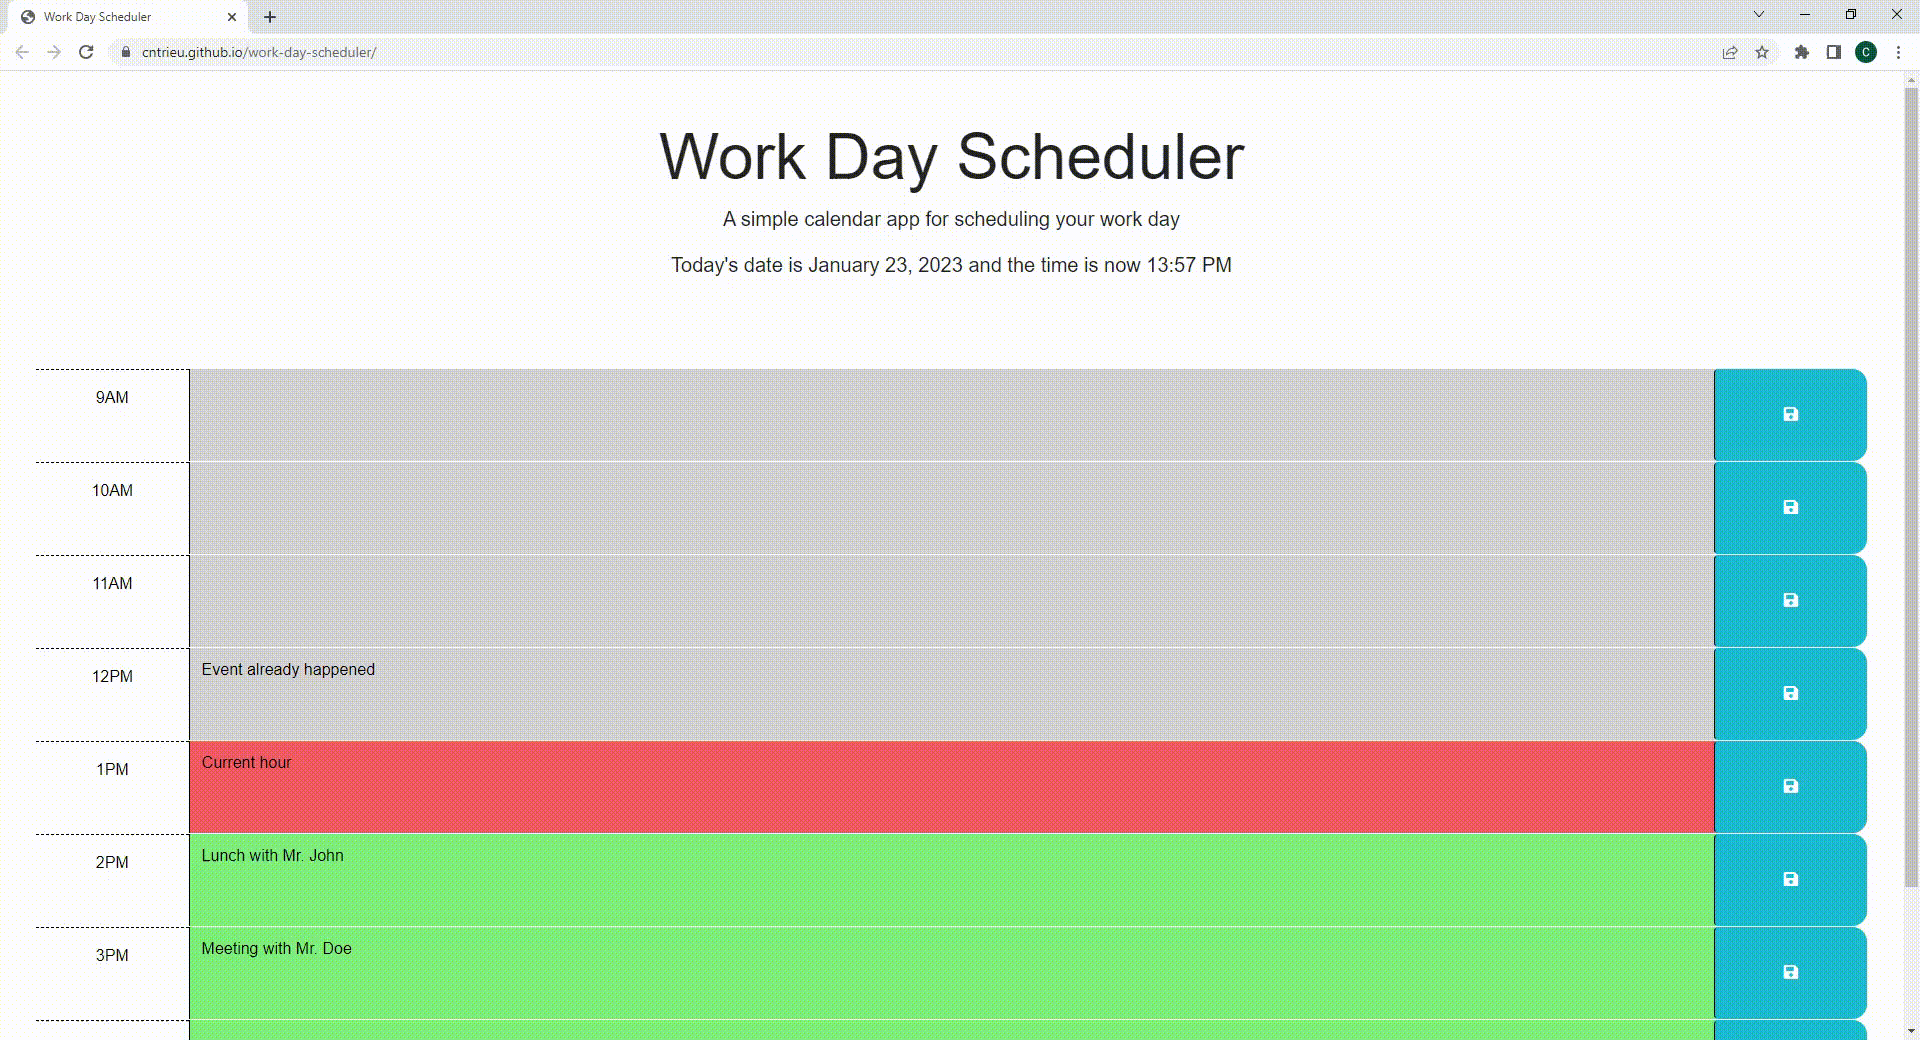 Work Day Scheduler
cntrieu.github.io/work-day-scheduler/
C
Work Day Scheduler
A simple calendar app for scheduling your work day
Today's date is January 23, 2023 and the time is now 13:57 PM
9AM
10AM
11AM
12PM Event already happened
1PM Current hour
2PM Lunch with Mr. John
3PM Meeting with Mr. Doe